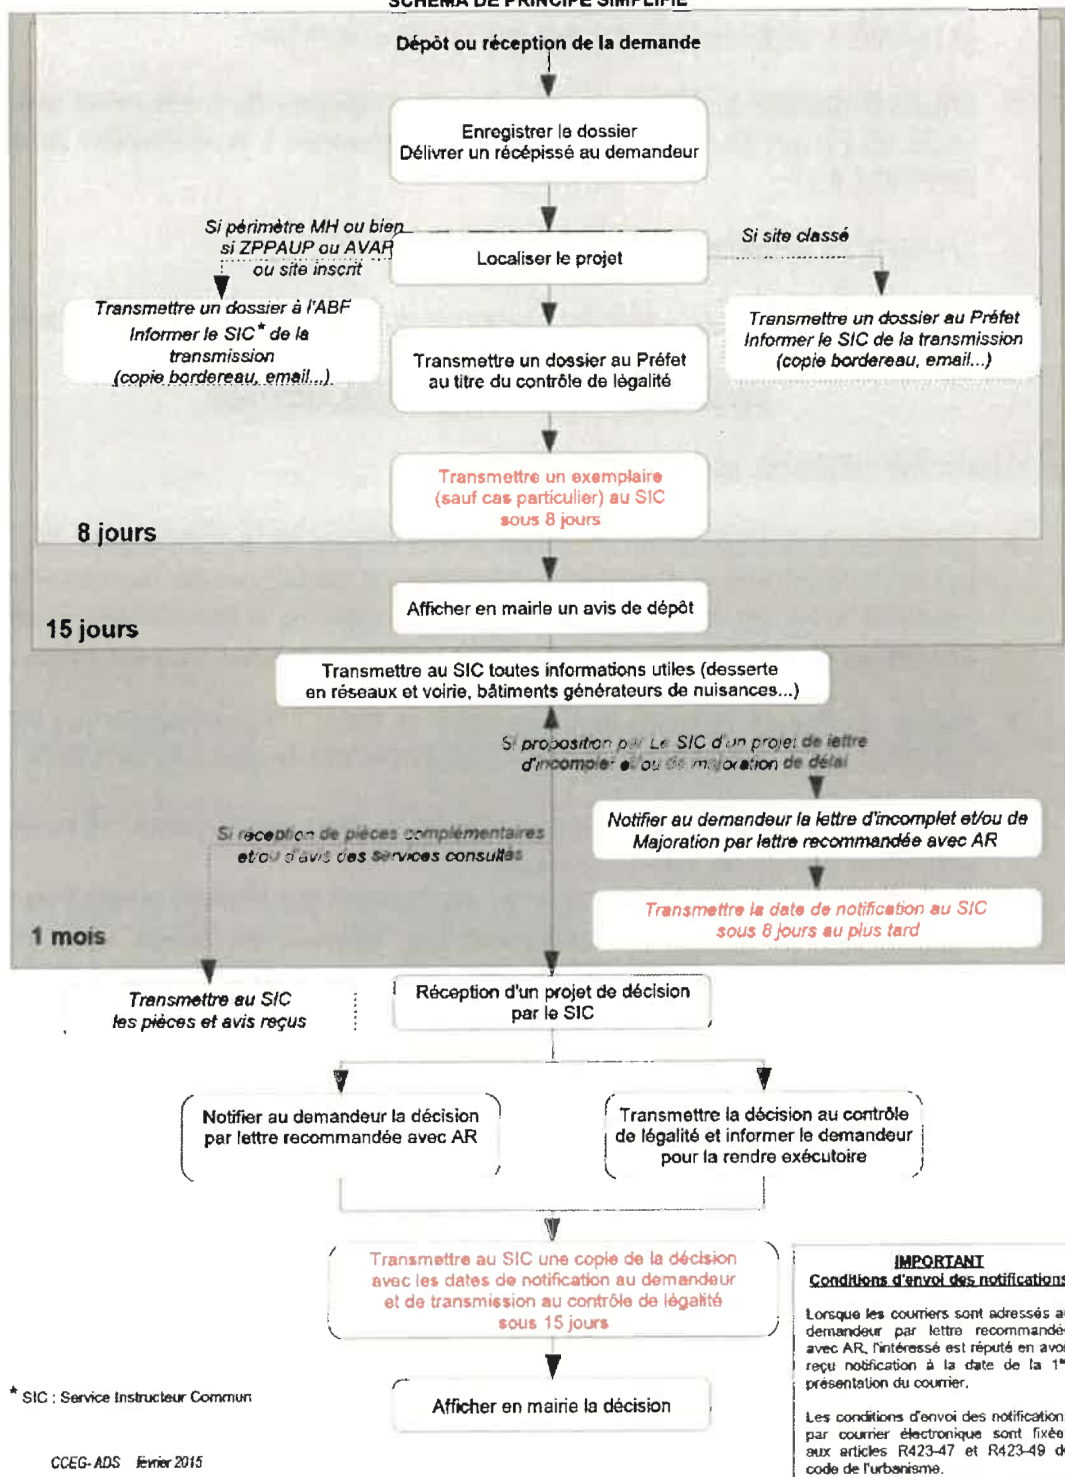 SCHEMA DE PRINCIPE SIMPLIFIE
Dépôt ou réception de la demande
Enregistrer le dossier
Délivrer un récépissé au demandeur
Si périmètre MH ou bien
si ZPPAUP ou AVAP
ou site inscrit
Localiser le projet
Si site classé
Transmettre un dossier à l'ABF
Informer le SIC* de la
transmission
(copie bordereau, email...)
Transmettre un dossier au Préfet
au titre du contrôle de légalité
Transmettre un dossier au Préfet
Informer le SIC de la transmission
(copie bordereau, email...)
Transmettre un exemplaire
(sauf cas particulier) au SIC
sous 8 jours
8 jours
Afficher en mairie un avis de dépôt
15 jours
Transmettre au SIC toutes informations utiles (desserte
en réseaux et voirie, bâtiments générateurs de nuisances...)
Si proposition par Le SIC d'un projet de lettre
d'incomplet et/ou de majoration de délai
Notifier au demandeur la lettre d'incomplet et/ou de
Majoration par lettre recommandée avec AR
Si réception de pièces complémentaires
et/ou d'avis des services consultés
Transmettre la date de notification au SIC
sous 8 jours au plus tard
1 mois
Transmettre au SIC
les pièces et avis reçus
Réception d'un projet de décision
par le SIC
Notifier au demandeur la décision
par lettre recommandée avec AR
Transmettre la décision au contrôle
de légalité et informer le demandeur
pour la rendre exécutoire
Transmettre au SIC une copie de la décision
avec les dates de notification au demandeur
et de transmission au contrôle de légalité
sous 15 jours
Afficher en mairie la décision
IMPORTANT
Conditions d'envoi des notifications
Lorsque les courriers sont adressés a
demandeur par lettre recommandé
avec AR, l'intéressé est réputé en avoi
reçu notification à la date de la 1
présentation du courrier.
Les conditions d'envoi des notification
par courrier électronique sont fixée
aux articles R423-47 et R423-49 d
code de l'urbanisme.
* SIC : Service Instructeur Commun
CCEG-ADS février 2015